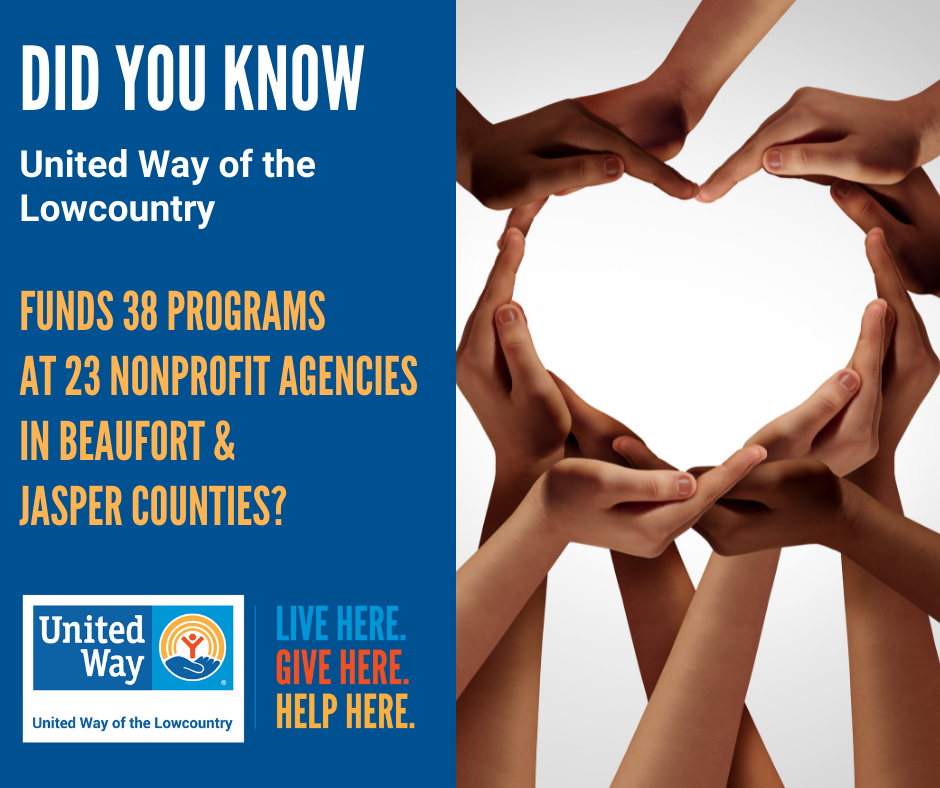 DID YOU KNOW
United Way of the
Lowcountry
FUNDS 38 PROGRAMS
AT 23 NONPROFIT AGENCIES
IN BEAUFORT &
JASPER COUNTIES?
United
Way
®
United Way of the Lowcountry
LIVE HERE.
GIVE HERE.
HELP HERE.